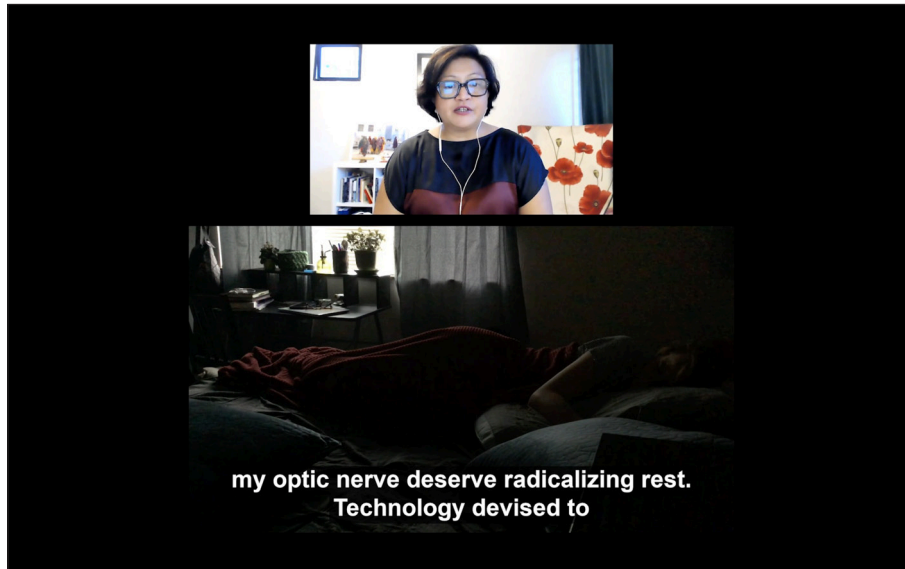 my optic nerve deserve radicalizing rest.
Technology devised to